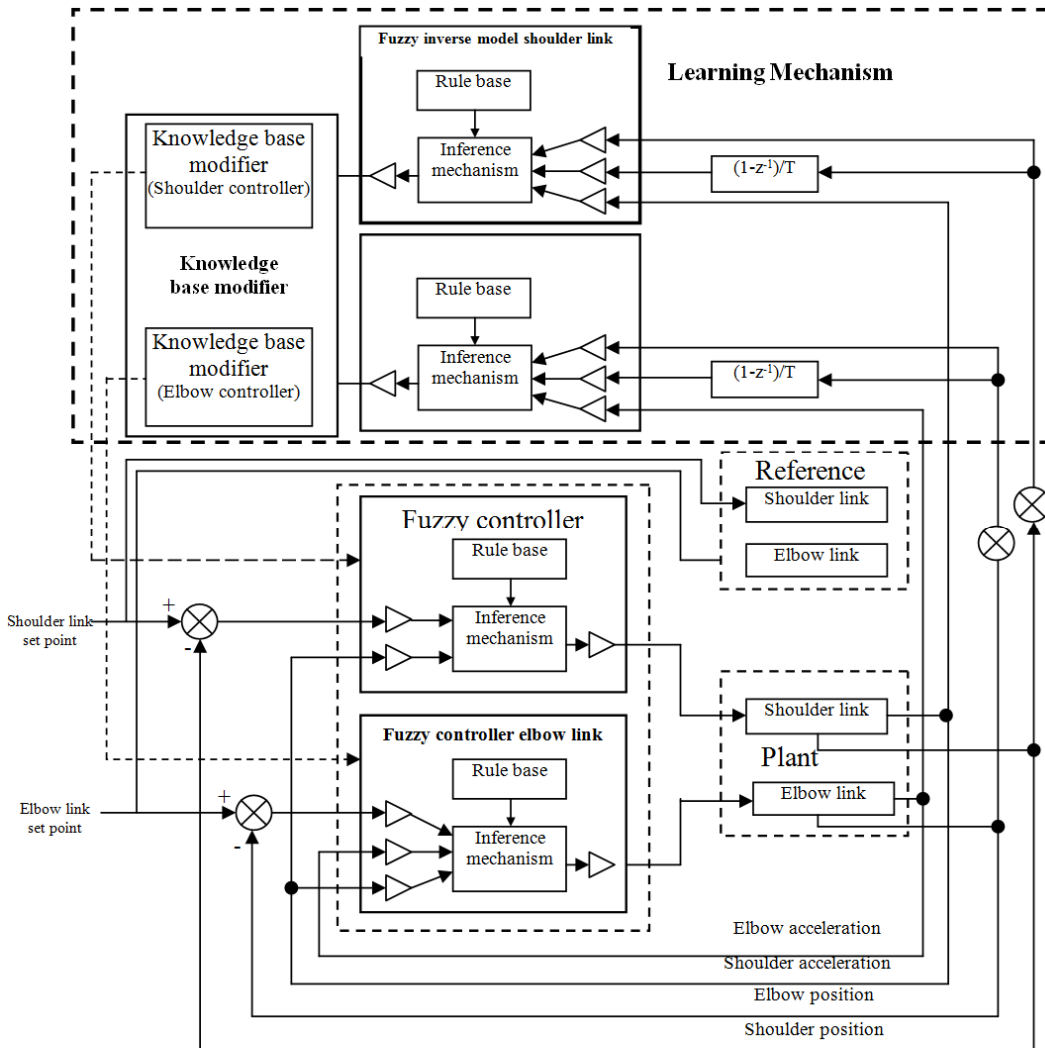 Fuzzy inverse model shoulder link
Learning Mechanism
Rule base
Knowledge base
modifier
(Shoulder controller)
Inference
mechanism
(1-z⁻¹)/T
Knowledge
base modifier
Rule base
Knowledge base
modifier
(Elbow controller)
Inference
mechanism
(1-z⁻¹)/T
Reference
Shoulder link
Elbow link
Fuzzy controller
Rule base
Inference
mechanism
Shoulder link
set point
+
-
Shoulder link
Plant
Elbow link
Fuzzy controller elbow link
Rule base
Inference
mechanism
Elbow link
set point
+
-
Elbow acceleration
Shoulder acceleration
Elbow position
Shoulder position